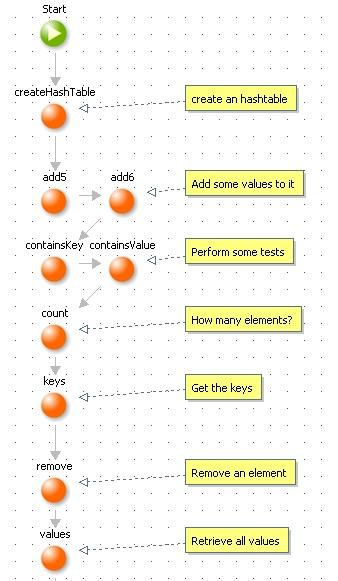 Start
createHashTable
create an hashtable
add5
add6
Add some values to it
containsKey
containsValue
Perform some tests
count
How many elements?
keys
Get the keys
remove
Remove an element
values
Retrieve all values